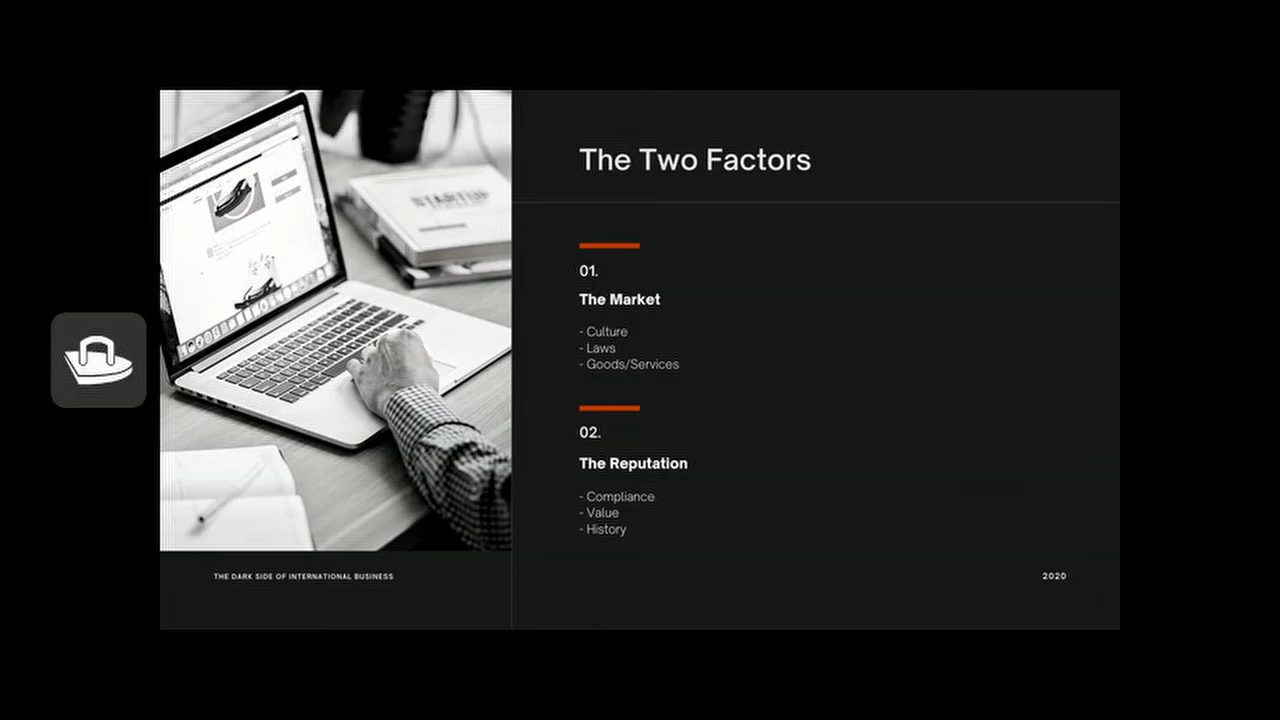 The Two Factors
01.
The Market
- Culture
- Laws
- Goods/Services
02.
The Reputation
- Compliance
- Value
- History
STARTUP
THE DARK SIDE OF INTERNATIONAL BUSINESS
2020